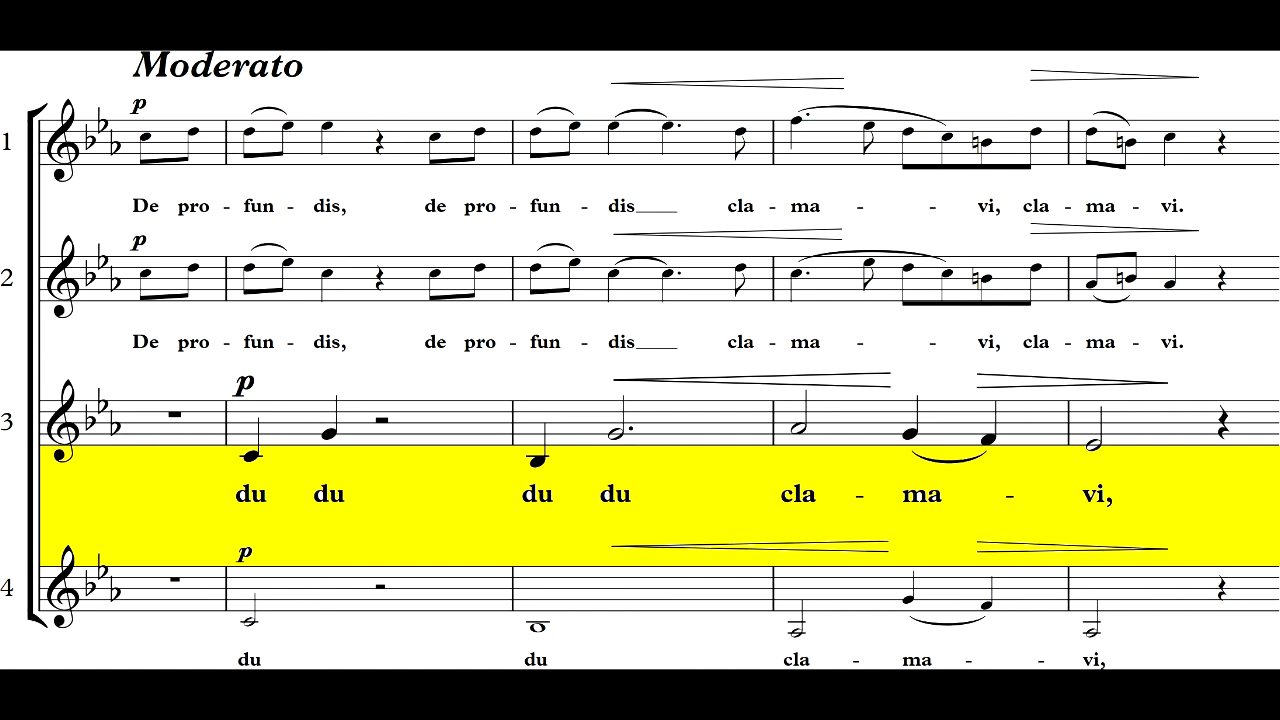 Moderato
p
1
De pro - fun - dis, de pro - fun - dis____ cla - ma - - vi, cla - ma - vi.
p
2
De pro - fun - dis, de pro - fun - dis____ cla - ma - - vi, cla - ma - vi.
p
3
du du du du cla - ma - vi,
p
4
du du cla - ma - - vi,